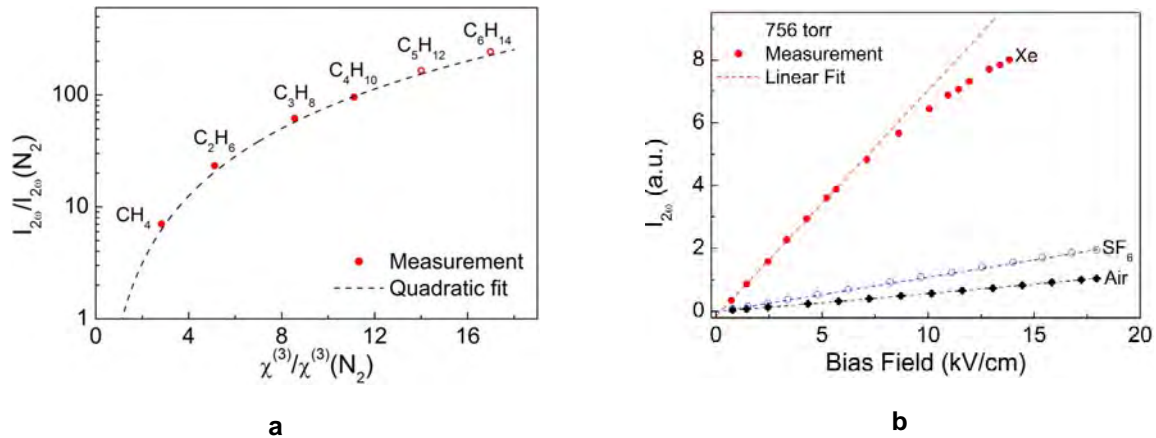 I₂ω/I₂ω(N₂)
100
10
1
CH₄
C₂H₆
C₃H₈
C₄H₁₀
C₅H₁₂
C₆H₁₄
Measurement
Quadratic fit
0 4 8 12 16
χ⁽³⁾/χ⁽³⁾(N₂)
a
I₂ω (a.u.)
8
6
4
2
0
756 torr
Measurement
Linear Fit
Xe
SF₆
Air
0 5 10 15 20
Bias Field (kV/cm)
b